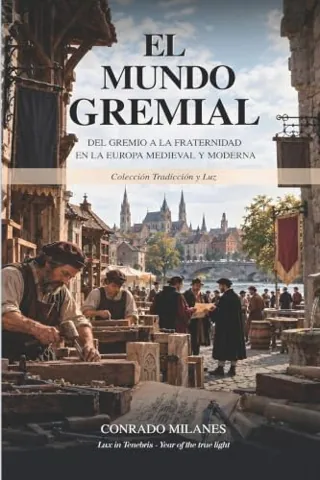 EL
MUNDO
GREMIAL
DEL GREMIO A LA FRATERNIDAD
EN LA EUROPA MEDIEVAL Y MODERNA
Colección Tradicción y Luz
CONRADO MILANES
Lux in Tenebris - Year of the true light